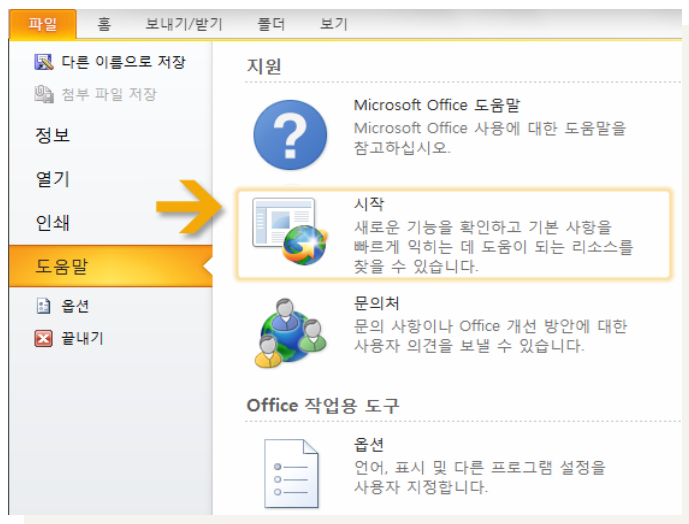 파일 홈 보내기/받기 폴더 보기
다른 이름으로 저장
첨부 파일 저장
정보
열기
인쇄
도움말
옵션
끝내기
지원
Microsoft Office 도움말
Microsoft Office 사용에 대한 도움말을
참고하십시오.
시작
새로운 기능을 확인하고 기본 사항을
빠르게 익히는 데 도움이 되는 리소스를
찾을 수 있습니다.
문의처
문의 사항이나 Office 개선 방안에 대한
사용자 의견을 보낼 수 있습니다.
Office 작업용 도구
옵션
언어, 표시 및 다른 프로그램 설정을
사용자 지정합니다.